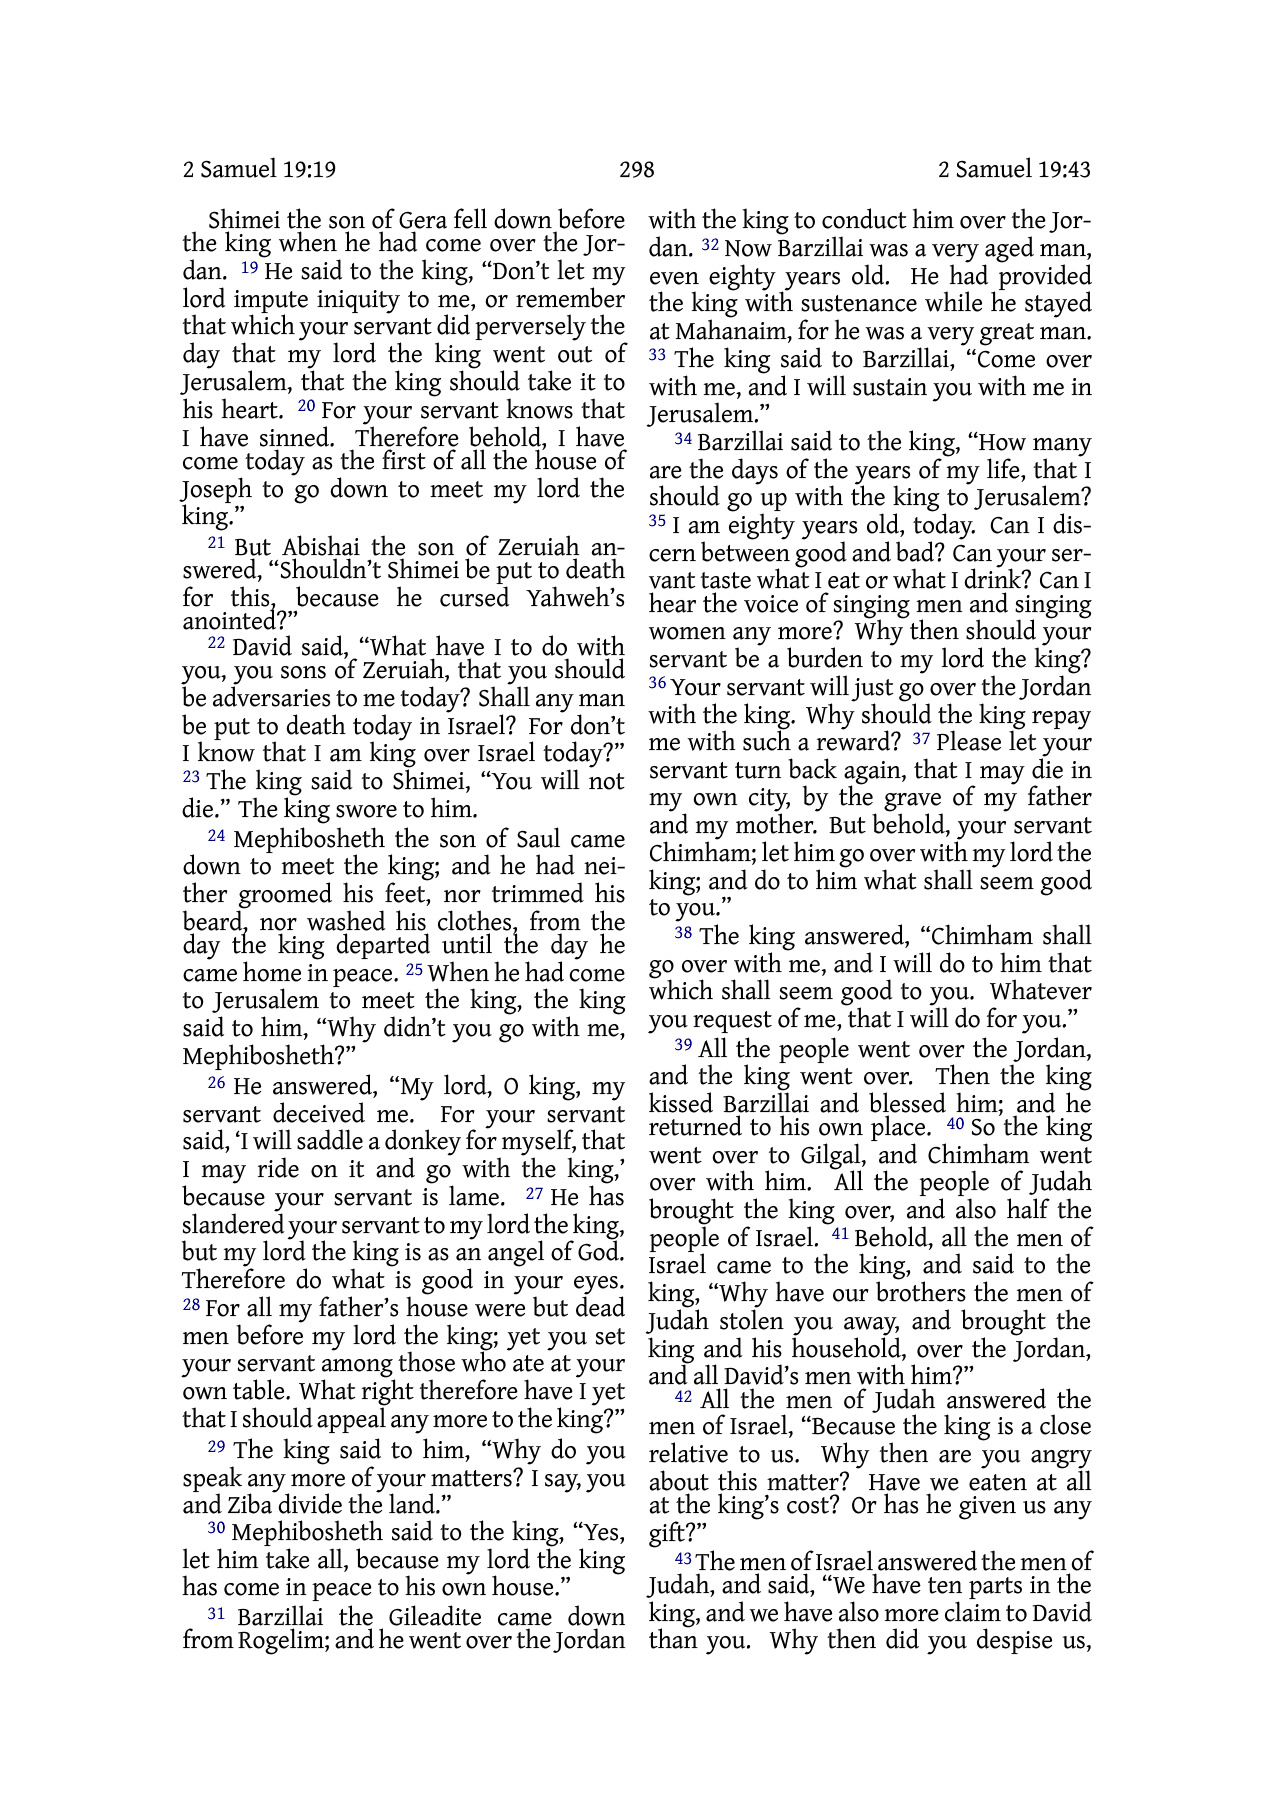 2 Samuel 19:19 298 2 Samuel 19:43
Shimei the son of Gera fell down before
the king when he had come over the Jor-
dan. 19 He said to the king, “Don’t let my
lord impute iniquity to me, or remember
that which your servant did perversely the
day that my lord the king went out of
Jerusalem, that the king should take it to
his heart. 20 For your servant knows that
I have sinned. Therefore behold, I have
come today as the first of all the house of
Joseph to go down to meet my lord the
king.”
21 But Abishai the son of Zeruiah an-
swered, “Shouldn’t Shimei be put to death
for this, because he cursed Yahweh’s
anointed?”
22 David said, “What have I to do with
you, you sons of Zeruiah, that you should
be adversaries to me today? Shall any man
be put to death today in Israel? For don’t
I know that I am king over Israel today?”
23 The king said to Shimei, “You will not
die.” The king swore to him.
24 Mephibosheth the son of Saul came
down to meet the king; and he had nei-
ther groomed his feet, nor trimmed his
beard, nor washed his clothes, from the
day the king departed until the day he
came home in peace. 25 When he had come
to Jerusalem to meet the king, the king
said to him, “Why didn’t you go with me,
Mephibosheth?”
26 He answered, “My lord, O king, my
servant deceived me. For your servant
said, ‘I will saddle a donkey for myself, that
I may ride on it and go with the king,’
because your servant is lame. 27 He has
slandered your servant to my lord the king,
but my lord the king is as an angel of God.
Therefore do what is good in your eyes.
28 For all my father’s house were but dead
men before my lord the king; yet you set
your servant among those who ate at your
own table. What right therefore have I yet
that I should appeal any more to the king?”
29 The king said to him, “Why do you
speak any more of your matters? I say, you
and Ziba divide the land.”
30 Mephibosheth said to the king, “Yes,
let him take all, because my lord the king
has come in peace to his own house.”
31 Barzillai the Gileadite came down
from Rogelim; and he went over the Jordan
with the king to conduct him over the Jor-
dan. 32 Now Barzillai was a very aged man,
even eighty years old. He had provided
the king with sustenance while he stayed
at Mahanaim, for he was a very great man.
33 The king said to Barzillai, “Come over
with me, and I will sustain you with me in
Jerusalem.”
34 Barzillai said to the king, “How many
are the days of the years of my life, that I
should go up with the king to Jerusalem?
35 I am eighty years old, today. Can I dis-
cern between good and bad? Can your ser-
vant taste what I eat or what I drink? Can I
hear the voice of singing men and singing
women any more? Why then should your
servant be a burden to my lord the king?
36 Your servant will just go over the Jordan
with the king. Why should the king repay
me with such a reward? 37 Please let your
servant turn back again, that I may die in
my own city, by the grave of my father
and my mother. But behold, your servant
Chimham; let him go over with my lord the
king; and do to him what shall seem good
to you.”
38 The king answered, “Chimham shall
go over with me, and I will do to him that
which shall seem good to you. Whatever
you request of me, that I will do for you.”
39 All the people went over the Jordan,
and the king went over. Then the king
kissed Barzillai and blessed him; and he
returned to his own place. 40 So the king
went over to Gilgal, and Chimham went
over with him. All the people of Judah
brought the king over, and also half the
people of Israel. 41 Behold, all the men of
Israel came to the king, and said to the
king, “Why have our brothers the men of
Judah stolen you away, and brought the
king and his household, over the Jordan,
and all David’s men with him?”
42 All the men of Judah answered the
men of Israel, “Because the king is a close
relative to us. Why then are you angry
about this matter? Have we eaten at all
at the king’s cost? Or has he given us any
gift?”
43 The men of Israel answered the men of
Judah, and said, “We have ten parts in the
king, and we have also more claim to David
than you. Why then did you despise us,